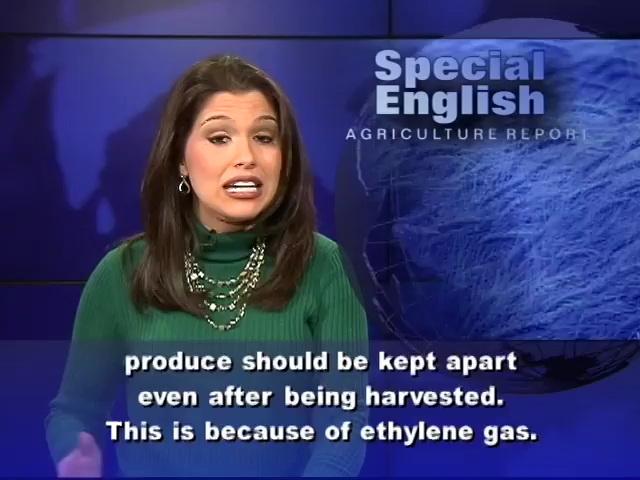 Special
English
AGRICULTURE REPORT
produce should be kept apart
even after being harvested.
This is because of ethylene gas.